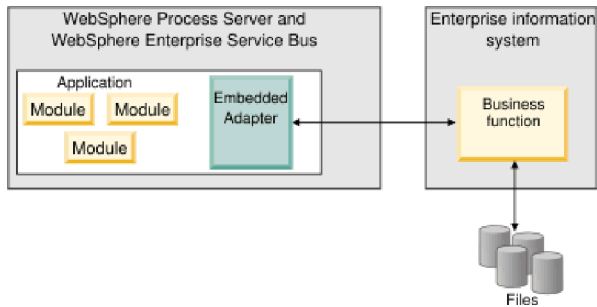 WebSphere Process Server and
WebSphere Enterprise Service Bus
Application
Module
Module
Module
Embedded
Adapter
Enterprise information
system
Business
function
Files